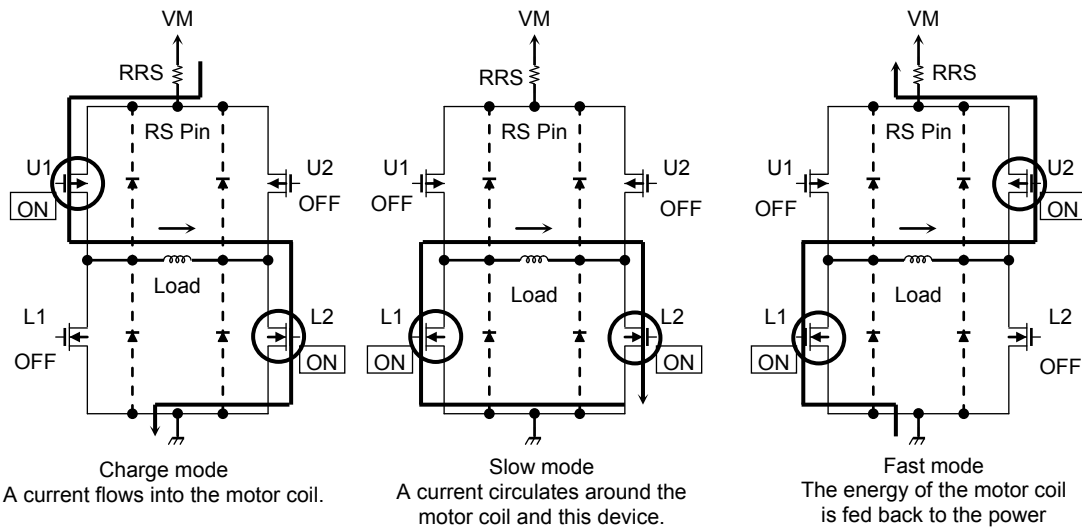 VM
RRS
RS Pin
U1
ON
U2
OFF
Load
L1
OFF
L2
ON
Charge mode
A current flows into the motor coil.
VM
RRS
RS Pin
U1
OFF
U2
OFF
Load
L1
ON
L2
ON
Slow mode
A current circulates around the
motor coil and this device.
VM
RRS
RS Pin
U1
OFF
U2
ON
Load
L1
ON
L2
OFF
Fast mode
The energy of the motor coil
is fed back to the power